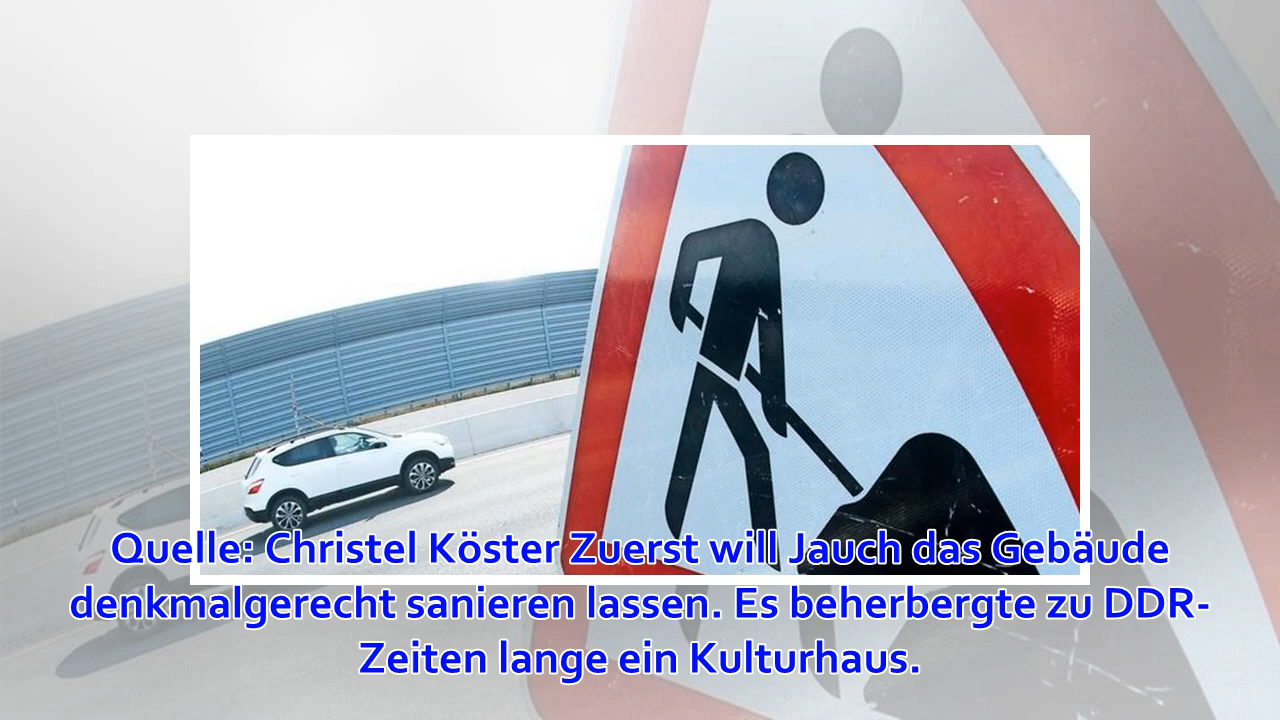 Quelle: Christel Köster Zuerst will Jauch das Gebäude
denkmalgerecht sanieren lassen. Es beherbergte zu DDR-
Zeiten lange ein Kulturhaus.